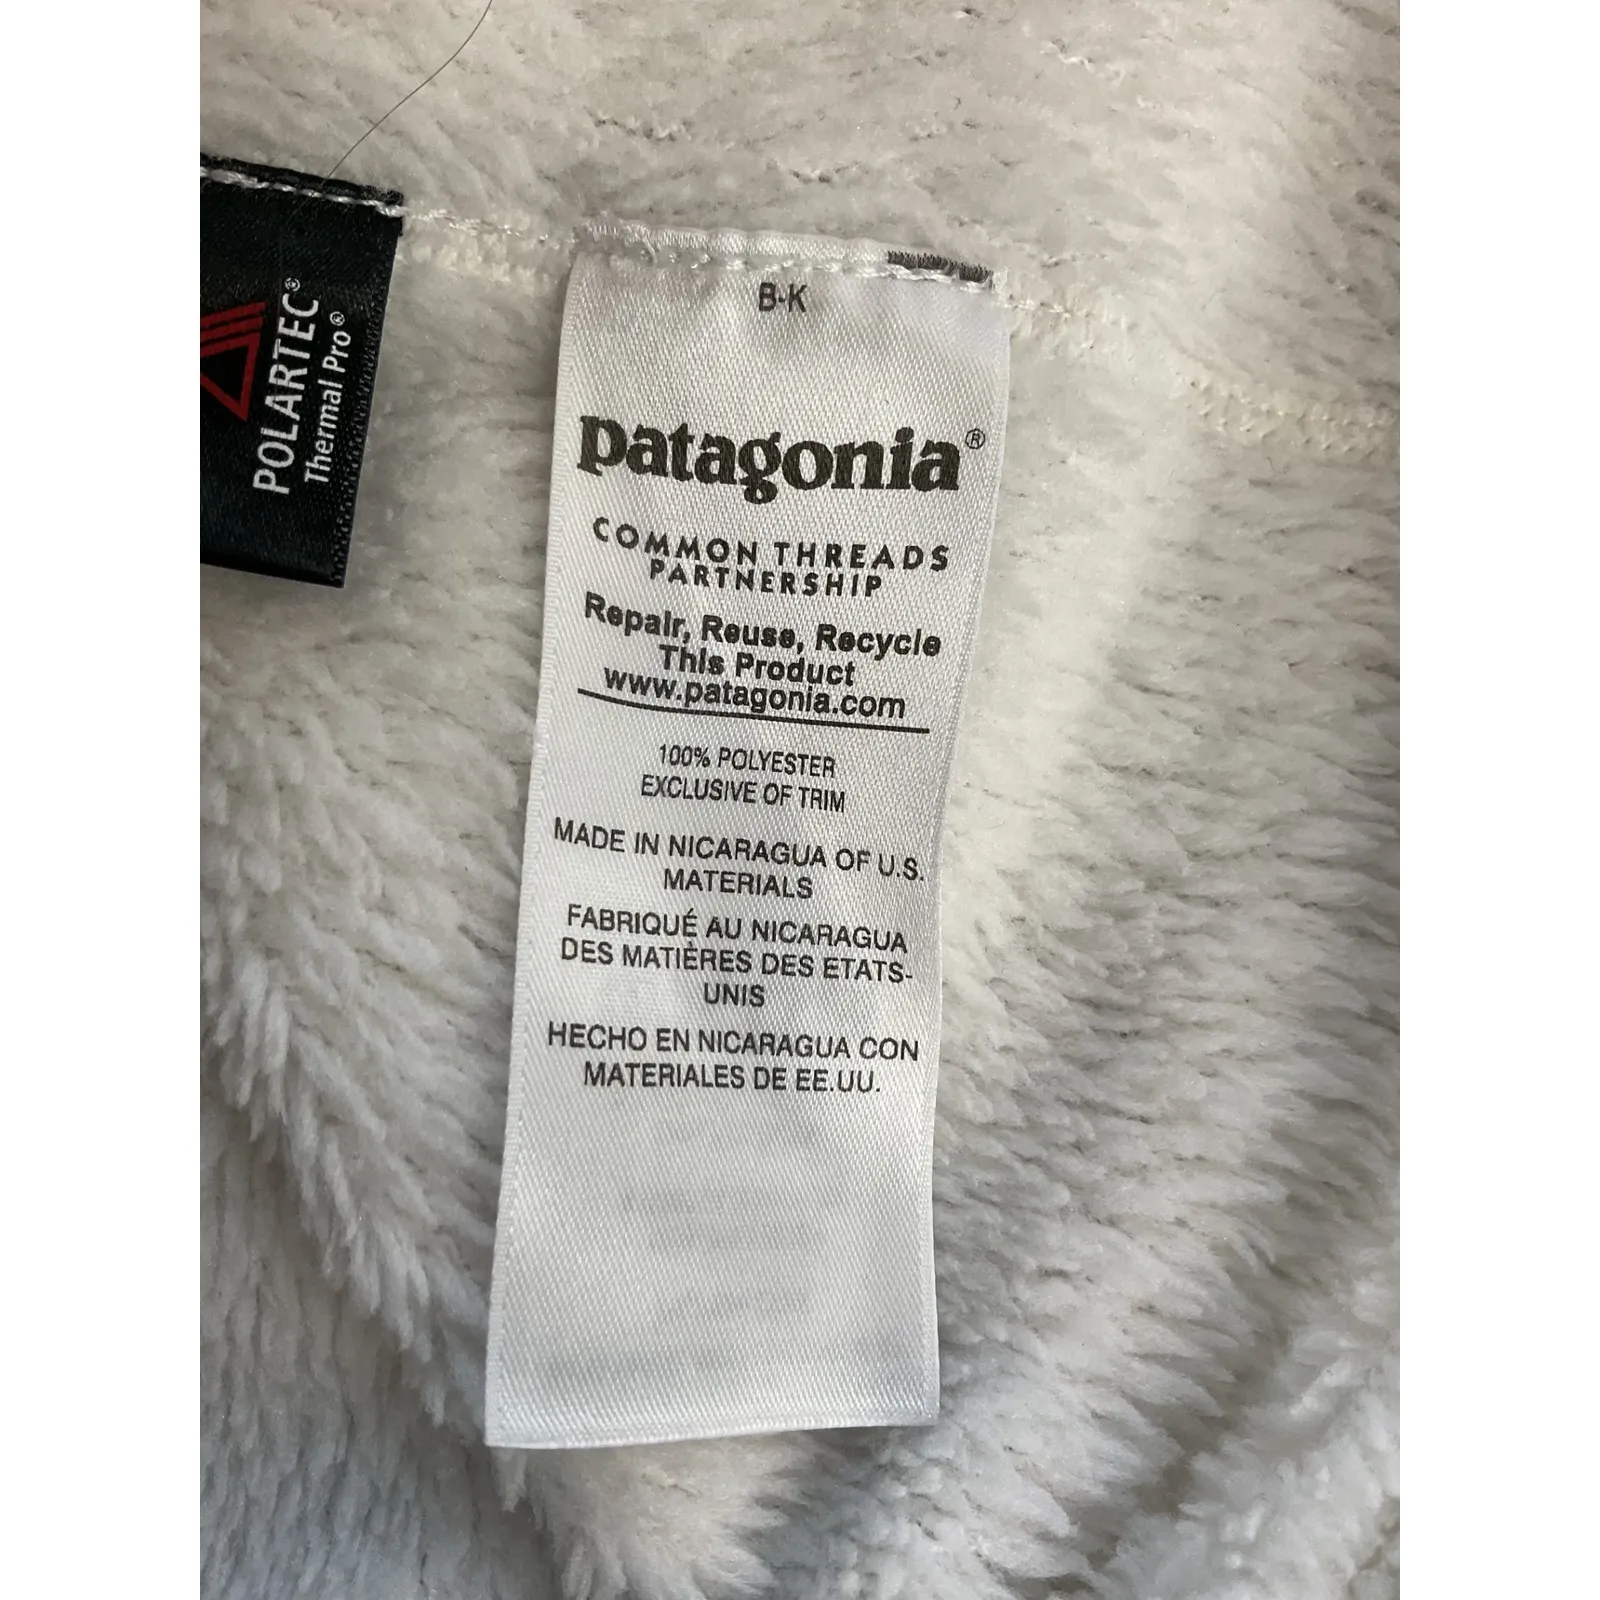 POLARTEC®
Thermal Pro®
B-K
patagonia®
COMMON THREADS
PARTNERSHIP
Repair, Reuse, Recycle
This Product
www.patagonia.com
100% POLYESTER
EXCLUSIVE OF TRIM
MADE IN NICARAGUA OF U.S.
MATERIALS
FABRIQUÉ AU NICARAGUA
DES MATIÈRES DES ETATS-
UNIS
HECHO EN NICARAGUA CON
MATERIALES DE EE.UU.